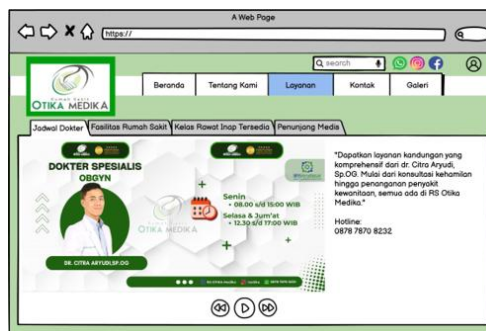 A Web Page
https://
search
Rumah Sakit
OTIKA MEDIKA
Beranda
Tentang Kami
Layanan
Kontak
Galeri
Jadwal Dokter
Fasilitas Rumah Sakit
Kelas Rawat Inap Tersedia
Penunjang Medis
DOKTER SPESIALIS
OBGYN
DR. CITRA ARYUDI,SP.OG
OTIKA MEDIKA
Senin
• 08.00 s/d 15:00 WIB
Selasa & Jum'at
• 12.30 s/d 17:00 WIB
"Dapatkan layanan kandungan yang
komprehensif dari dr. Citra Aryudi,
Sp.OG. Mulai dari konsultasi kehamilan
hingga penanganan penyakit
kewanitaan, semua ada di RS Otika
Medika."
Hotline:
0878 7870 8232